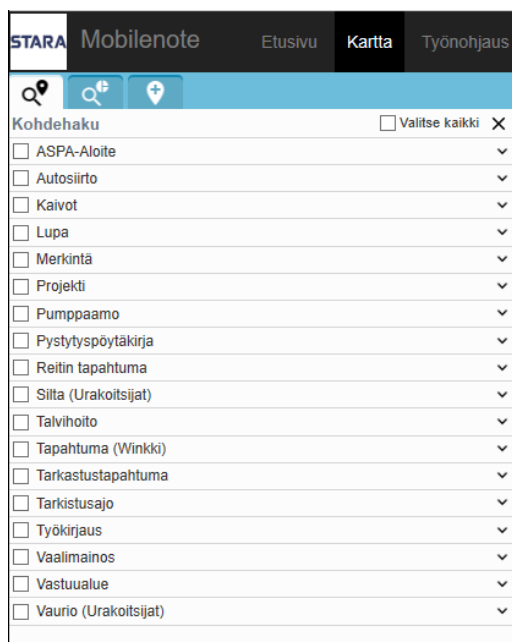 STARA Mobilenote Etusivu Kartta Työnohjaus
Kohdehaku Valitse kaikki
ASPA-Aloite
Autosiirto
Kaivot
Lupa
Merkintä
Projekti
Pumppaamo
Pystytyspöytäkirja
Reitin tapahtuma
Silta (Urakoitsijat)
Talvihoito
Tapahtuma (Winkki)
Tarkastustapahtuma
Tarkistusajo
Työkirjaus
Vaalimainos
Vastuualue
Vaurio (Urakoitsijat)